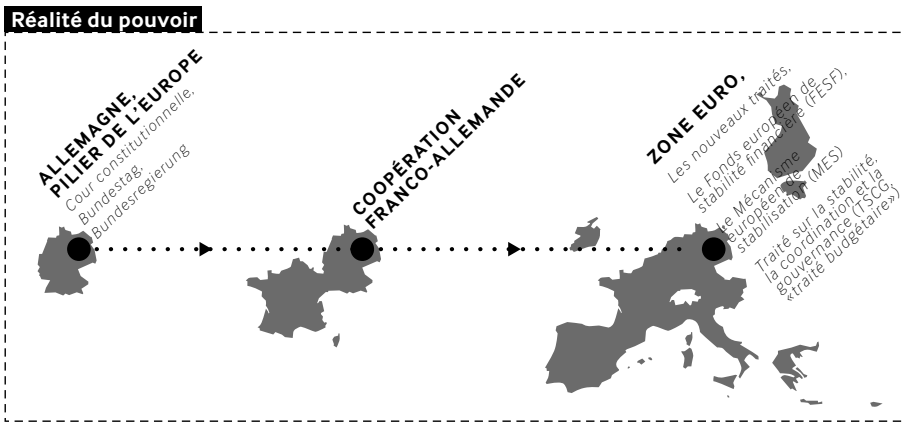 Réalité du pouvoir
ALLEMAGNE,
PILIER DE L'EUROPE
Cour constitutionnelle,
Bundestag,
Bundesregierung
COOPÉRATION
FRANCO-ALLEMANDE
ZONE EURO,
Les nouveaux traités,
Le Fonds européen de
stabilité financière (FESF),
Le Mécanisme
européen de
stabilisation (MES)
Traité sur la stabilité,
la coordination et la
gouvernance (TSCG,
«traité budgétaire»)